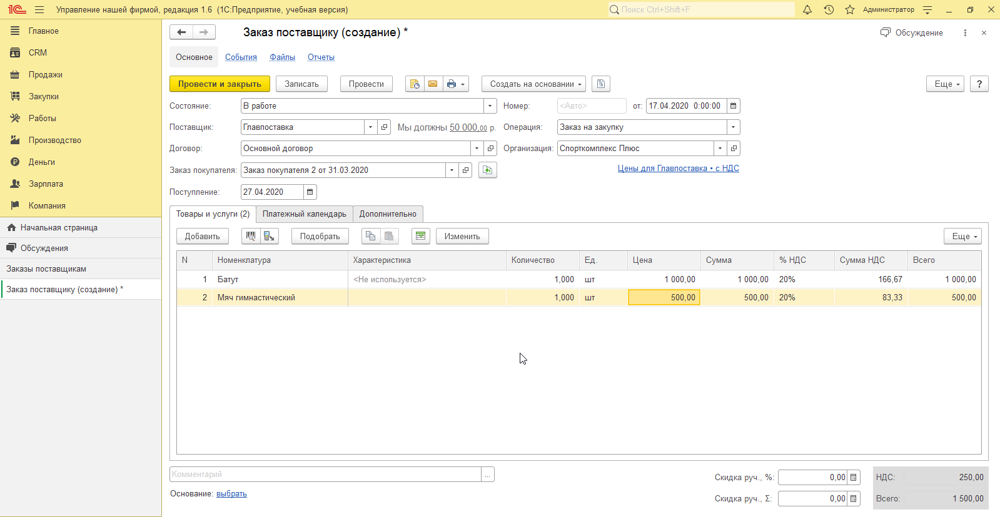 1С Управление нашей фирмой, редакция 1.6 (1С:Предприятие, учебная версия) Поиск Ctrl+Shift+F Администратор
Главное
CRM
Продажи
Закупки
Работы
Производство
Деньги
Зарплата
Компания
Начальная страница
Обсуждения
Заказы поставщикам
Заказ поставщику (создание) *
Заказ поставщику (создание) * Обсуждение
Основное События Файлы Отчеты
Провести и закрыть Записать Провести Создать на основании Еще ?
Состояние: В работе Номер: <Авто> от: 17.04.2020 0:00:00
Поставщик: Главпоставка Мы должны 50 000,00 р. Операция: Заказ на закупку
Договор: Основной договор Организация: Спорткомплекс Плюс
Заказ покупателя: Заказ покупателя 2 от 31.03.2020 Цены для Главпоставка • с НДС
Поступление: 27.04.2020
Товары и услуги (2) Платежный календарь Дополнительно
Добавить Подобрать Изменить Еще
N Номенклатура Характеристика Количество Ед. Цена Сумма % НДС Сумма НДС Всего
1 Батут <Не используется> 1,000 шт 1 000,00 1 000,00 20% 166,67 1 000,00
2 Мяч гимнастический 1,000 шт 500,00 500,00 20% 83,33 500,00
Комментарий ... Скидка руч., %: 0,00 НДС: 250,00
Основание: выбрать Скидка руч., Σ: 0,00 Всего: 1 500,00